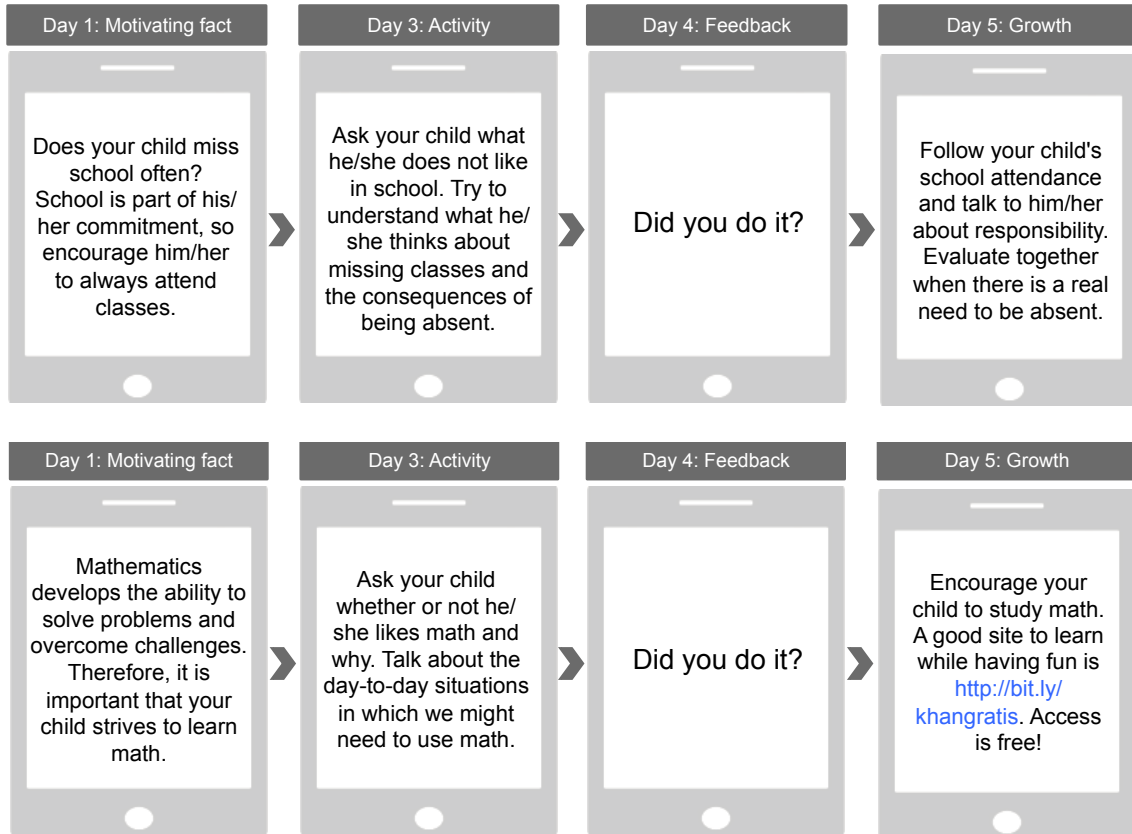 Day 1: Motivating fact
Does your child miss
school often?
School is part of his/
her commitment, so
encourage him/her
to always attend
classes.
Day 3: Activity
Ask your child what
he/she does not like
in school. Try to
understand what he/
she thinks about
missing classes and
the consequences of
being absent.
Day 4: Feedback
Did you do it?
Day 5: Growth
Follow your child's
school attendance
and talk to him/her
about responsibility.
Evaluate together
when there is a real
need to be absent.
Day 1: Motivating fact
Mathematics
develops the ability to
solve problems and
overcome challenges.
Therefore, it is
important that your
child strives to learn
math.
Day 3: Activity
Ask your child
whether or not he/
she likes math and
why. Talk about the
day-to-day situations
in which we might
need to use math.
Day 4: Feedback
Did you do it?
Day 5: Growth
Encourage your
child to study math.
A good site to learn
while having fun is
http://bit.ly/
khangratis. Access
is free!